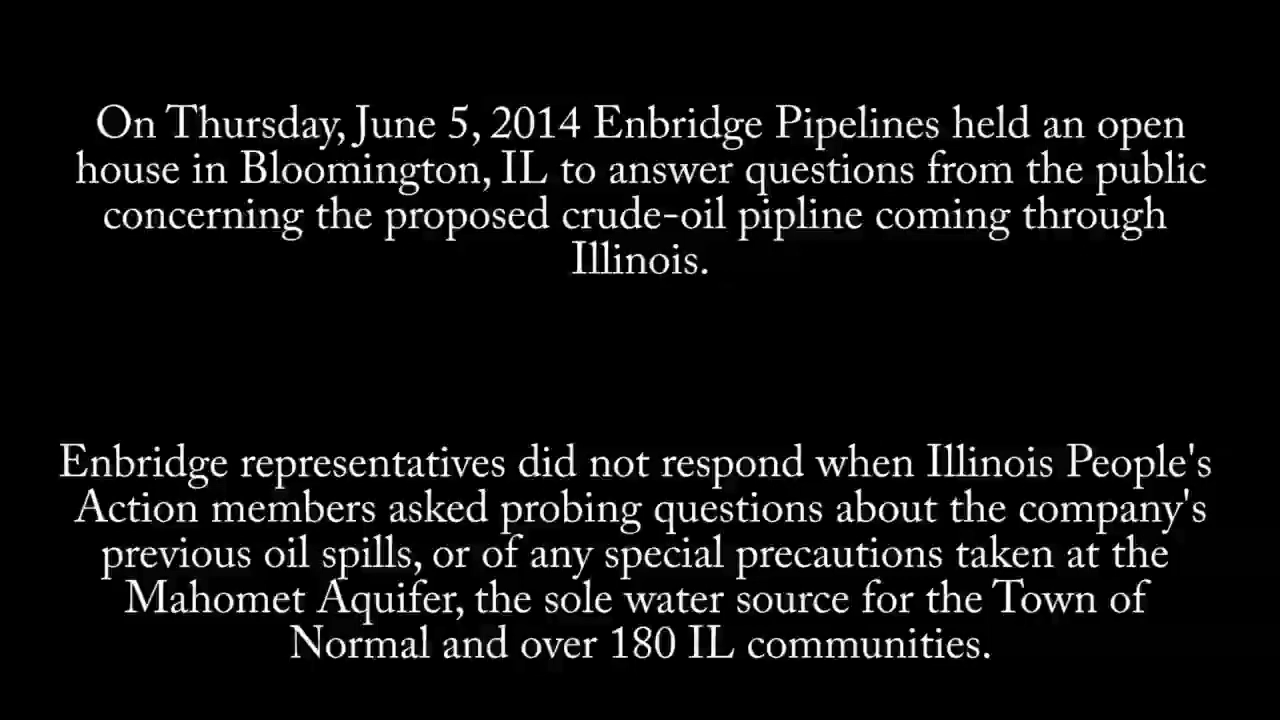 On Thursday, June 5, 2014 Enbridge Pipelines held an open
house in Bloomington, IL to answer questions from the public
concerning the proposed crude-oil pipline coming through
Illinois.
Enbridge representatives did not respond when Illinois People's
Action members asked probing questions about the company's
previous oil spills, or of any special precautions taken at the
Mahomet Aquifer, the sole water source for the Town of
Normal and over 180 IL communities.